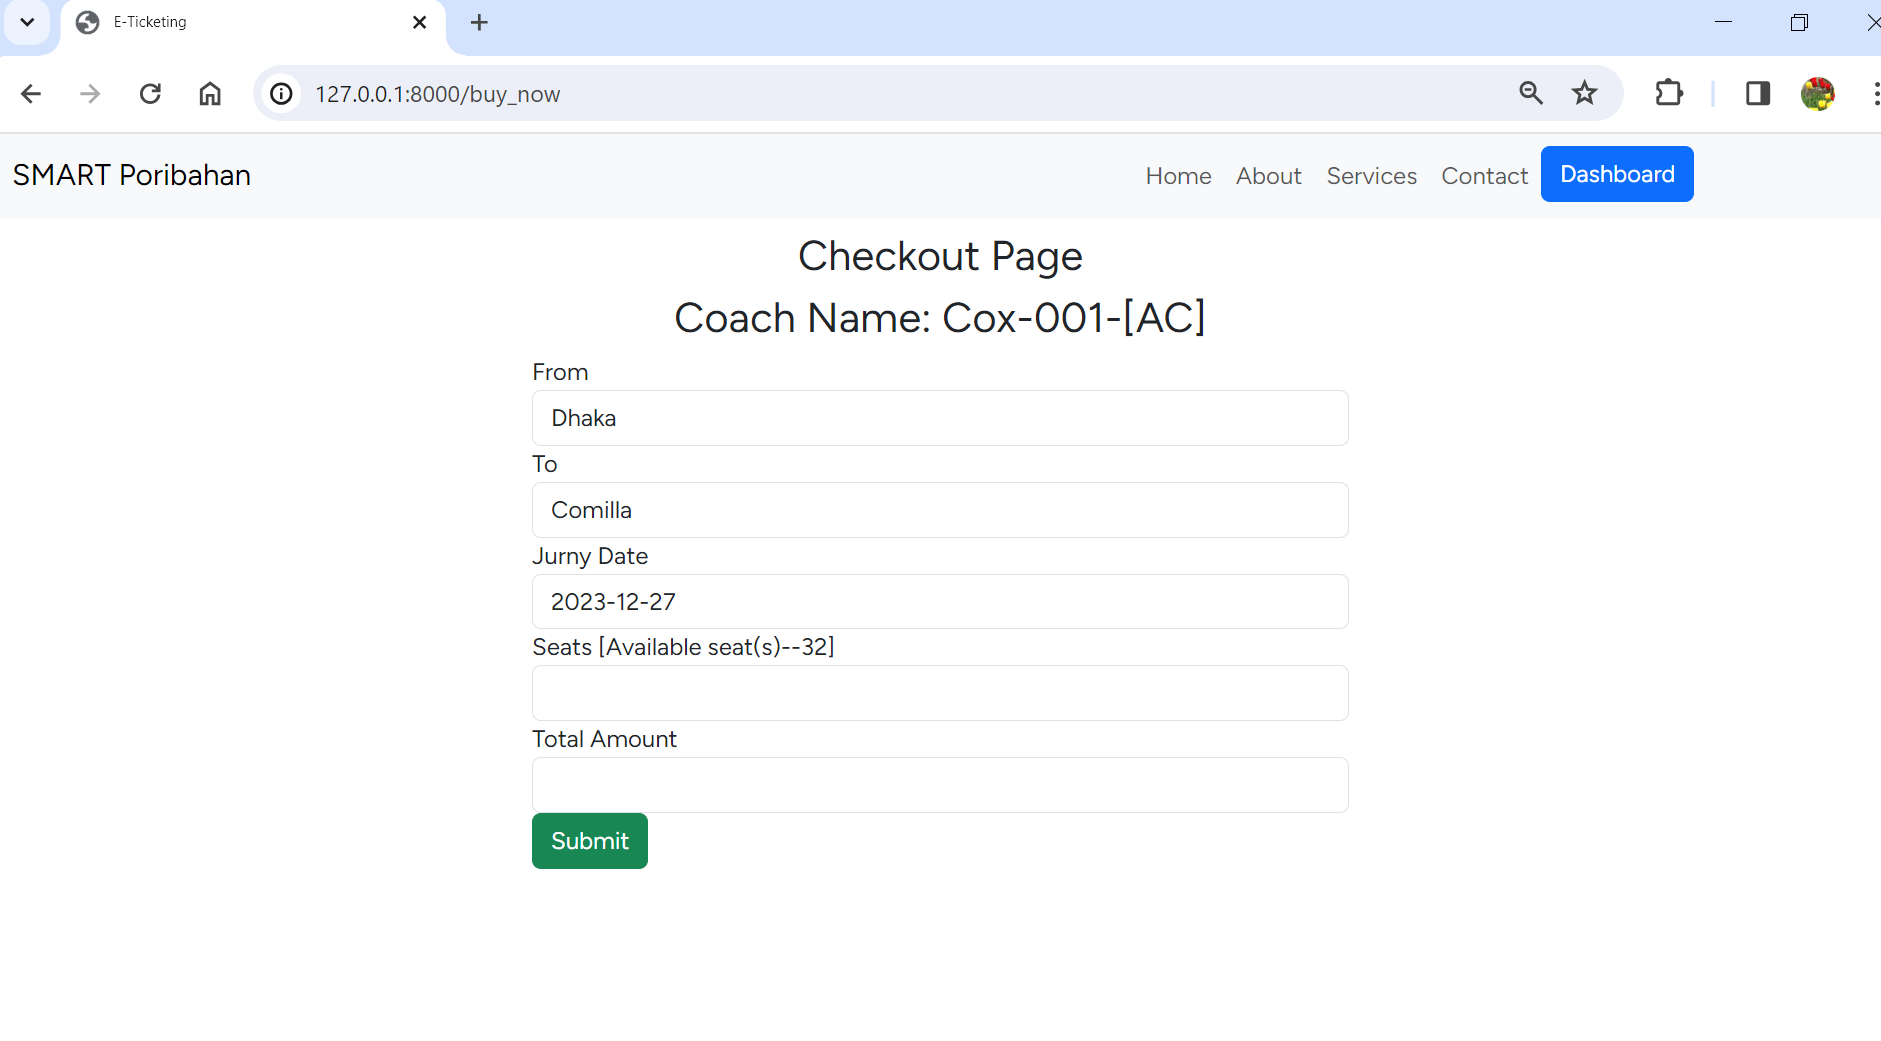 E-Ticketing
127.0.0.1:8000/buy_now
SMART Poribahan
Home About Services Contact Dashboard
Checkout Page
Coach Name: Cox-001-[AC]
From
Dhaka
To
Comilla
Jurny Date
2023-12-27
Seats [Available seat(s)--32]
Total Amount
Submit